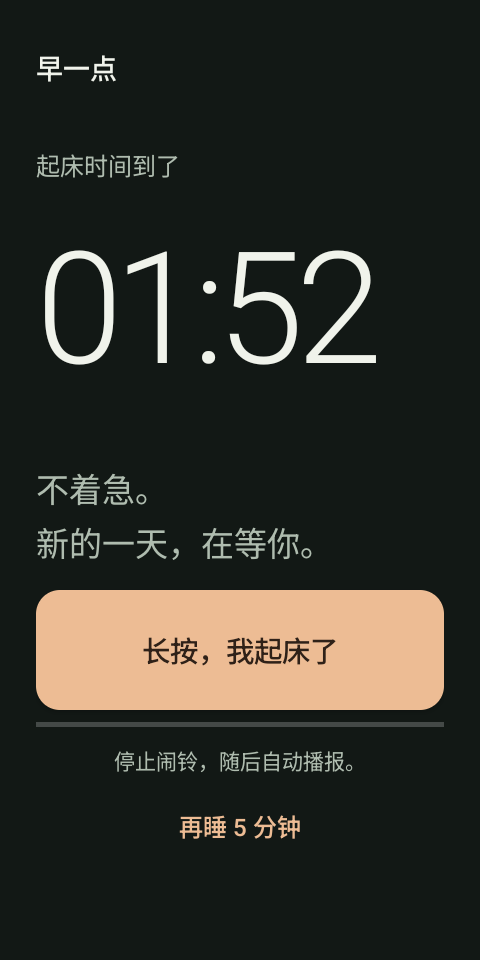 早一点
起床时间到了
01:52
不着急。
新的一天，在等你。
长按，我起床了
停止闹铃，随后自动播报。
再睡 5 分钟